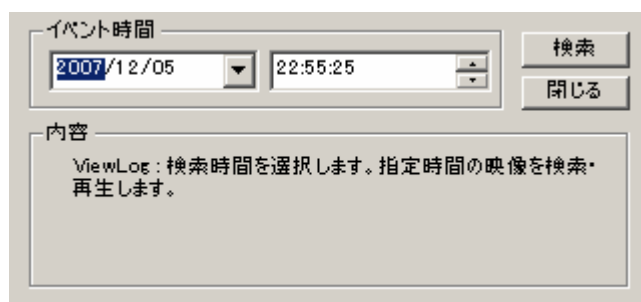 イベント時間
2007/12/05
22:55:25
検索
閉じる
内容
ViewLog : 検索時間を選択します。指定時間の映像を検索・
再生します。